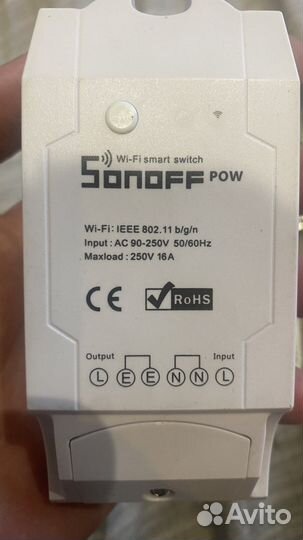 Wi-Fi smart switch
SONOFF POW
Wi-Fi: IEEE 802.11 b/g/n
Input : AC 90-250V 50/60Hz
Maxload : 250V 16A
CE RoHS
Output Input
L E E N N L
Avito